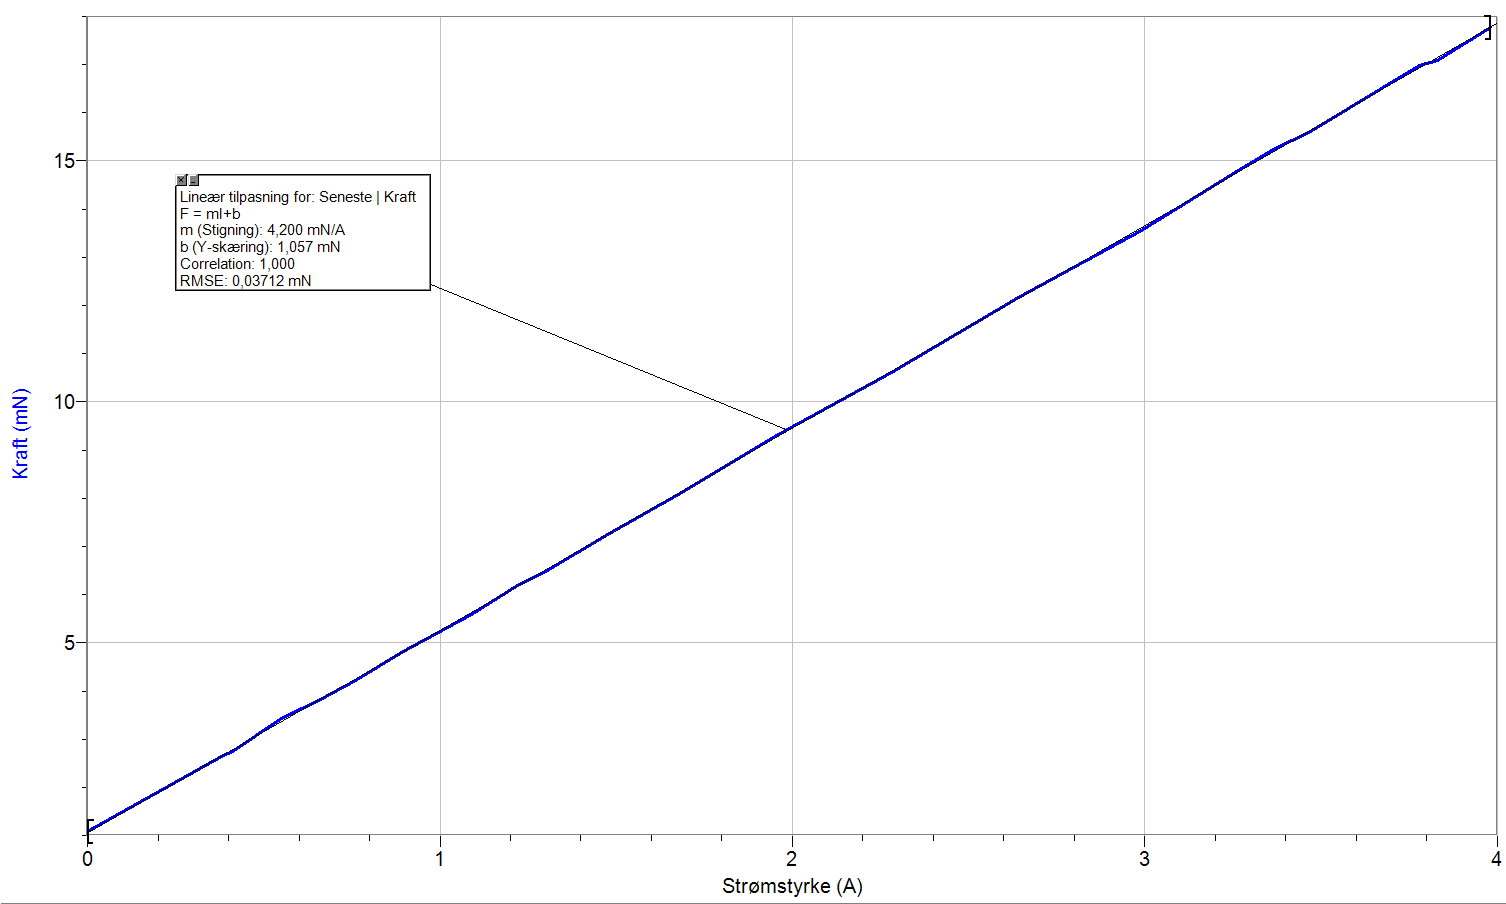 15
Lineær tilpasning for: Seneste | Kraft
F = mI+b
m (Stigning): 4,200 mN/A
b (Y-skæring): 1,057 mN
Correlation: 1,000
RMSE: 0,03712 mN
10
Kraft (mN)
5
0 1 2 3 4
Strømstyrke (A)